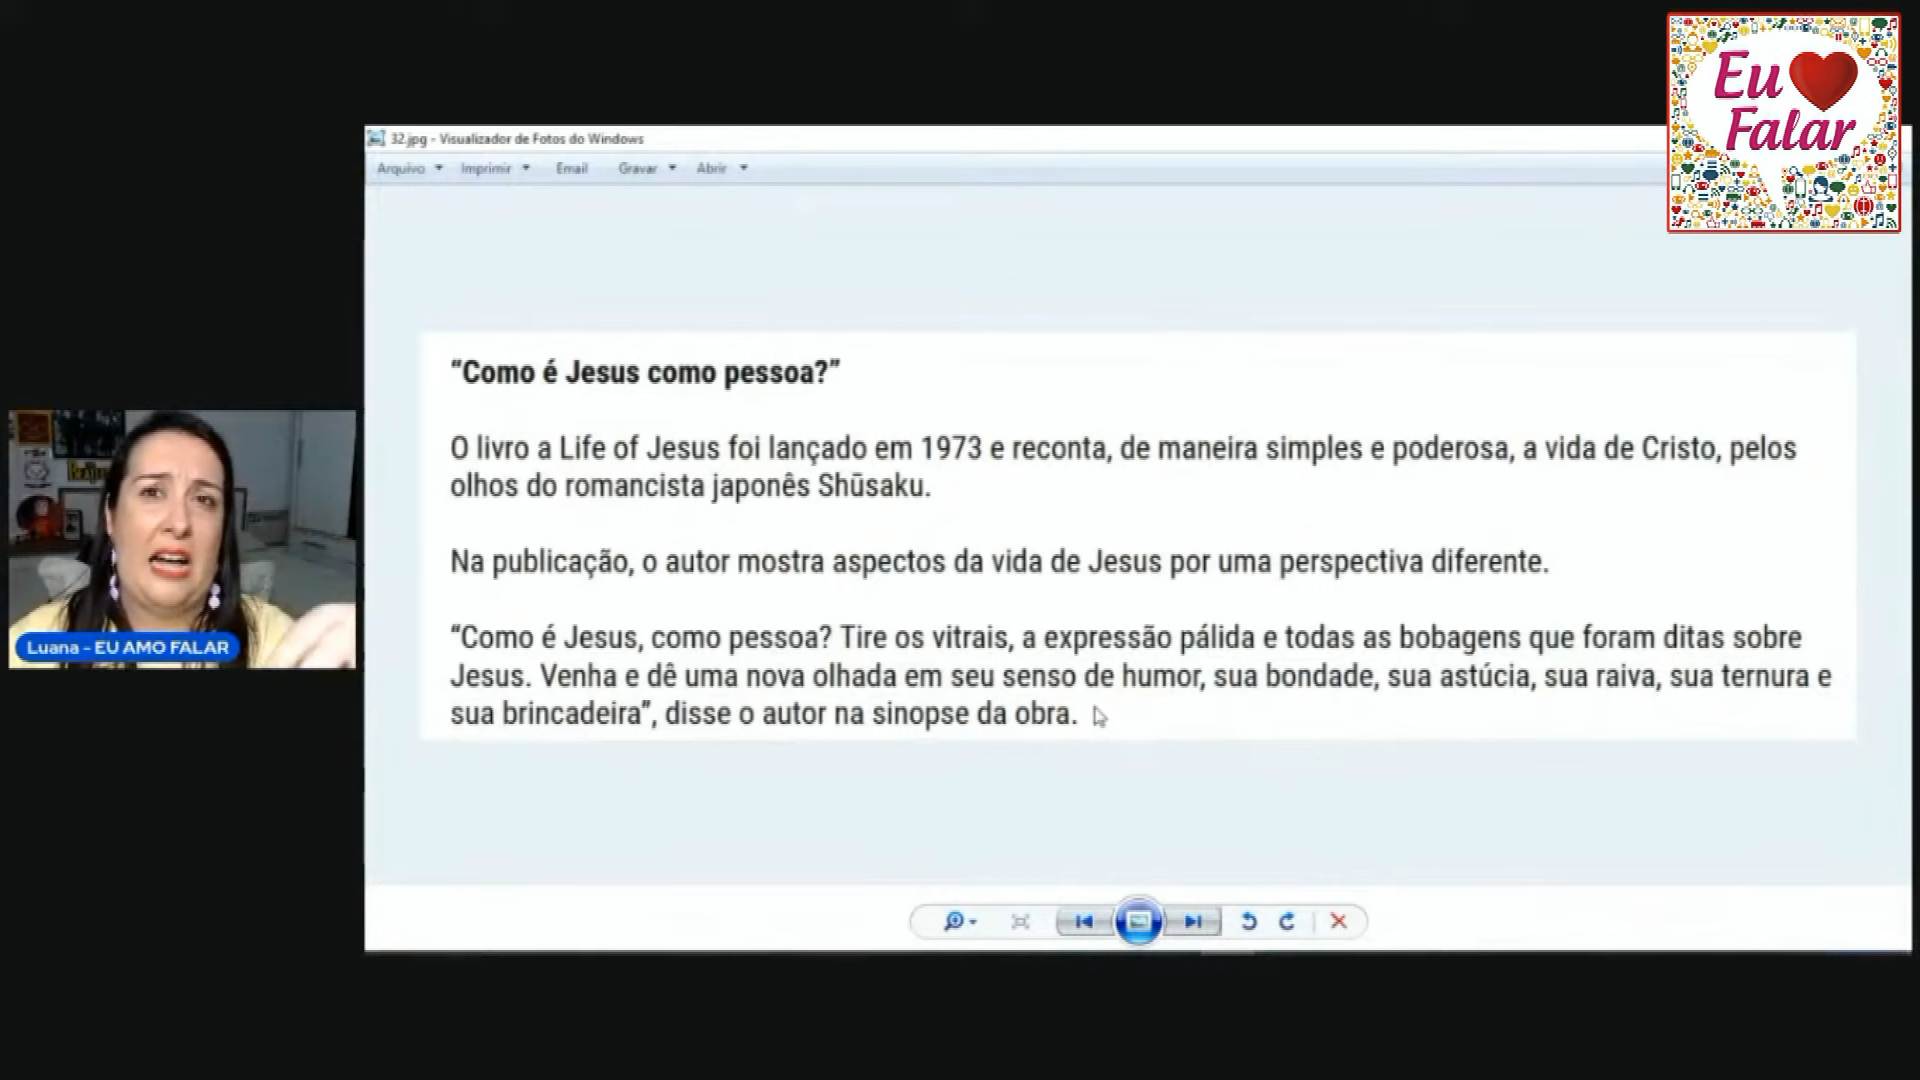 Eu
Falar
32.jpg - Visualizador de Fotos do Windows
Arquivo Imprimir Email Gravar Abrir
“Como é Jesus como pessoa?”
O livro a Life of Jesus foi lançado em 1973 e reconta, de maneira simples e poderosa, a vida de Cristo, pelos
olhos do romancista japonês Shūsaku.
Na publicação, o autor mostra aspectos da vida de Jesus por uma perspectiva diferente.
“Como é Jesus, como pessoa? Tire os vitrais, a expressão pálida e todas as bobagens que foram ditas sobre
Jesus. Venha e dê uma nova olhada em seu senso de humor, sua bondade, sua astúcia, sua raiva, sua ternura e
sua brincadeira”, disse o autor na sinopse da obra.
Luana - EU AMO FALAR